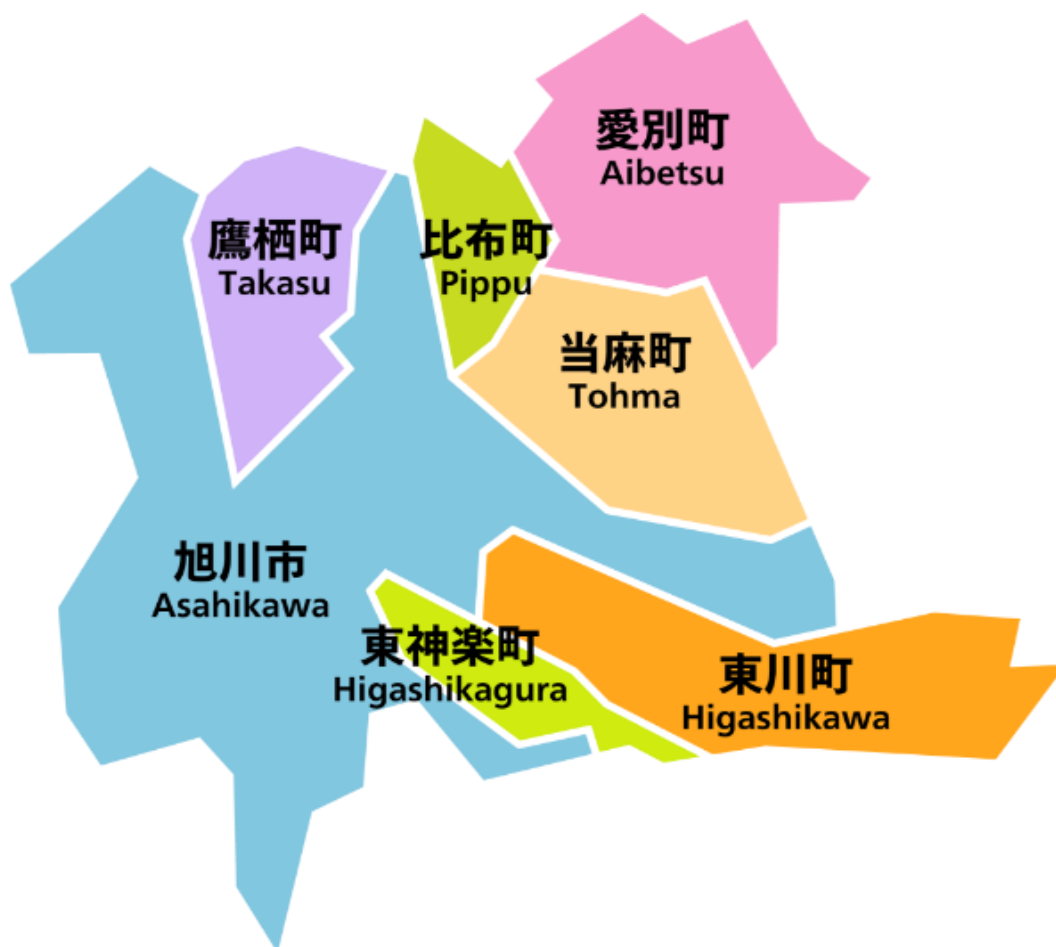 愛別町
Aibetsu
鷹栖町
Takasu
比布町
Pippu
当麻町
Tohma
旭川市
Asahikawa
東神楽町
Higashikagura
東川町
Higashikawa